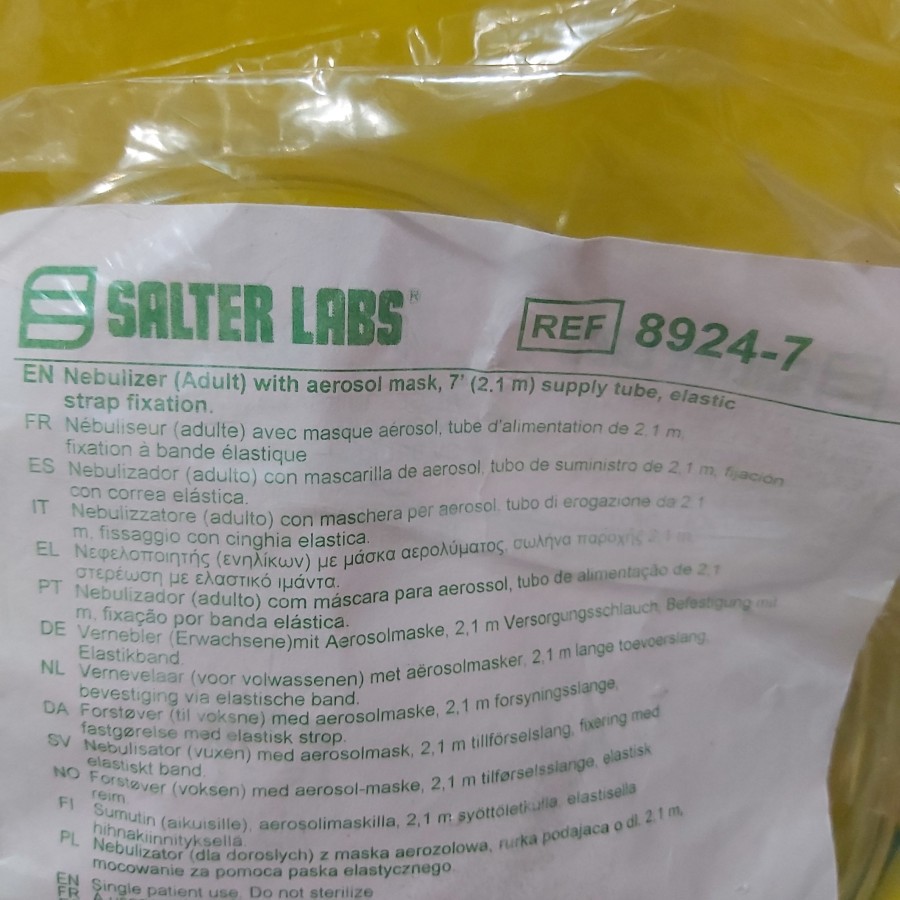 SALTER LABS®
REF 8924-7
EN Nebulizer (Adult) with aerosol mask, 7' (2.1 m) supply tube, elastic
strap fixation.
FR Nébuliseur (adulte) avec masque aérosol, tube d'alimentation de 2,1 m,
fixation à bande élastique
ES Nebulizador (adulto) con mascarilla de aerosol, tubo de suministro de 2,1 m, fijación
con correa elástica.
IT Nebulizzatore (adulto) con maschera per aerosol, tubo di erogazione da 2.1
m, fissaggio con cinghia elastica.
EL Νεφελοποιητής (ενηλίκων) με μάσκα αερολύματος, σωλήνα παροχής 2,1 m,
στερέωση με ελαστικό ιμάντα.
PT Nebulizador (adulto) com máscara para aerossol, tubo de alimentação de 2,1
m, fixação por banda elástica.
DE Vernebler (Erwachsene)mit Aerosolmaske, 2,1 m Versorgungsschlauch, Befestigung mit
Elastikband.
NL Vernevelaar (voor volwassenen) met aërosolmasker, 2,1 m lange toevoerslang,
bevestiging via elastische band.
DA Forstøver (til voksne) med aerosolmaske, 2,1 m forsyningsslange,
fastgørelse med elastisk strop.
SV Nebulisator (vuxen) med aerosolmask, 2,1 m tillförselslang, fixering med
elastiskt band.
NO Forstøver (voksen) med aerosol-maske, 2,1 m tilførselsslange, elastisk
reim.
FI Sumutin (aikuisille), aerosolimaskilla, 2,1 m syöttöletkulla, elastisella
hihnakiinnityksellä.
PL Nebulizator (dla doroslych) z maska aerozolowa, rurka podajaca o dl. 2.1 m,
mocowanie za pomoca paska elastycznego.
EN Single patient use. Do not sterilize
FR